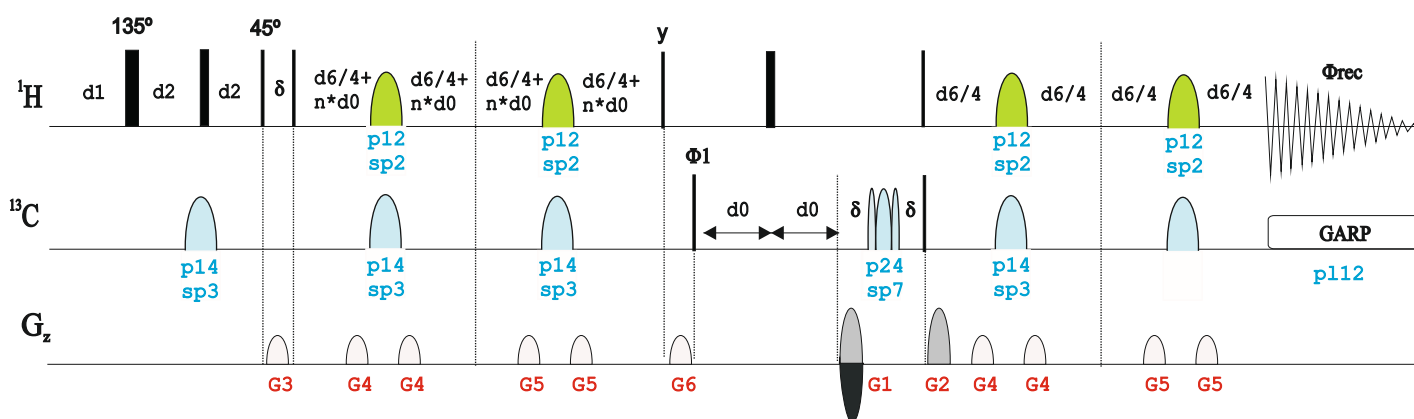 135º 45º y
¹H d1 d2 d2 δ d6/4+ d6/4+ d6/4+ d6/4+ d6/4 d6/4 d6/4 d6/4 Φrec
n*d0 n*d0 n*d0 n*d0
p12 p12 p12 p12
sp2 sp2 sp2 sp2
Φ1
¹³C d0 d0 δ δ GARP
p14 p14 p14 p24 p14 pl12
sp3 sp3 sp3 sp7 sp3
Gz
G3 G4 G4 G5 G5 G6 G1 G2 G4 G4 G5 G5